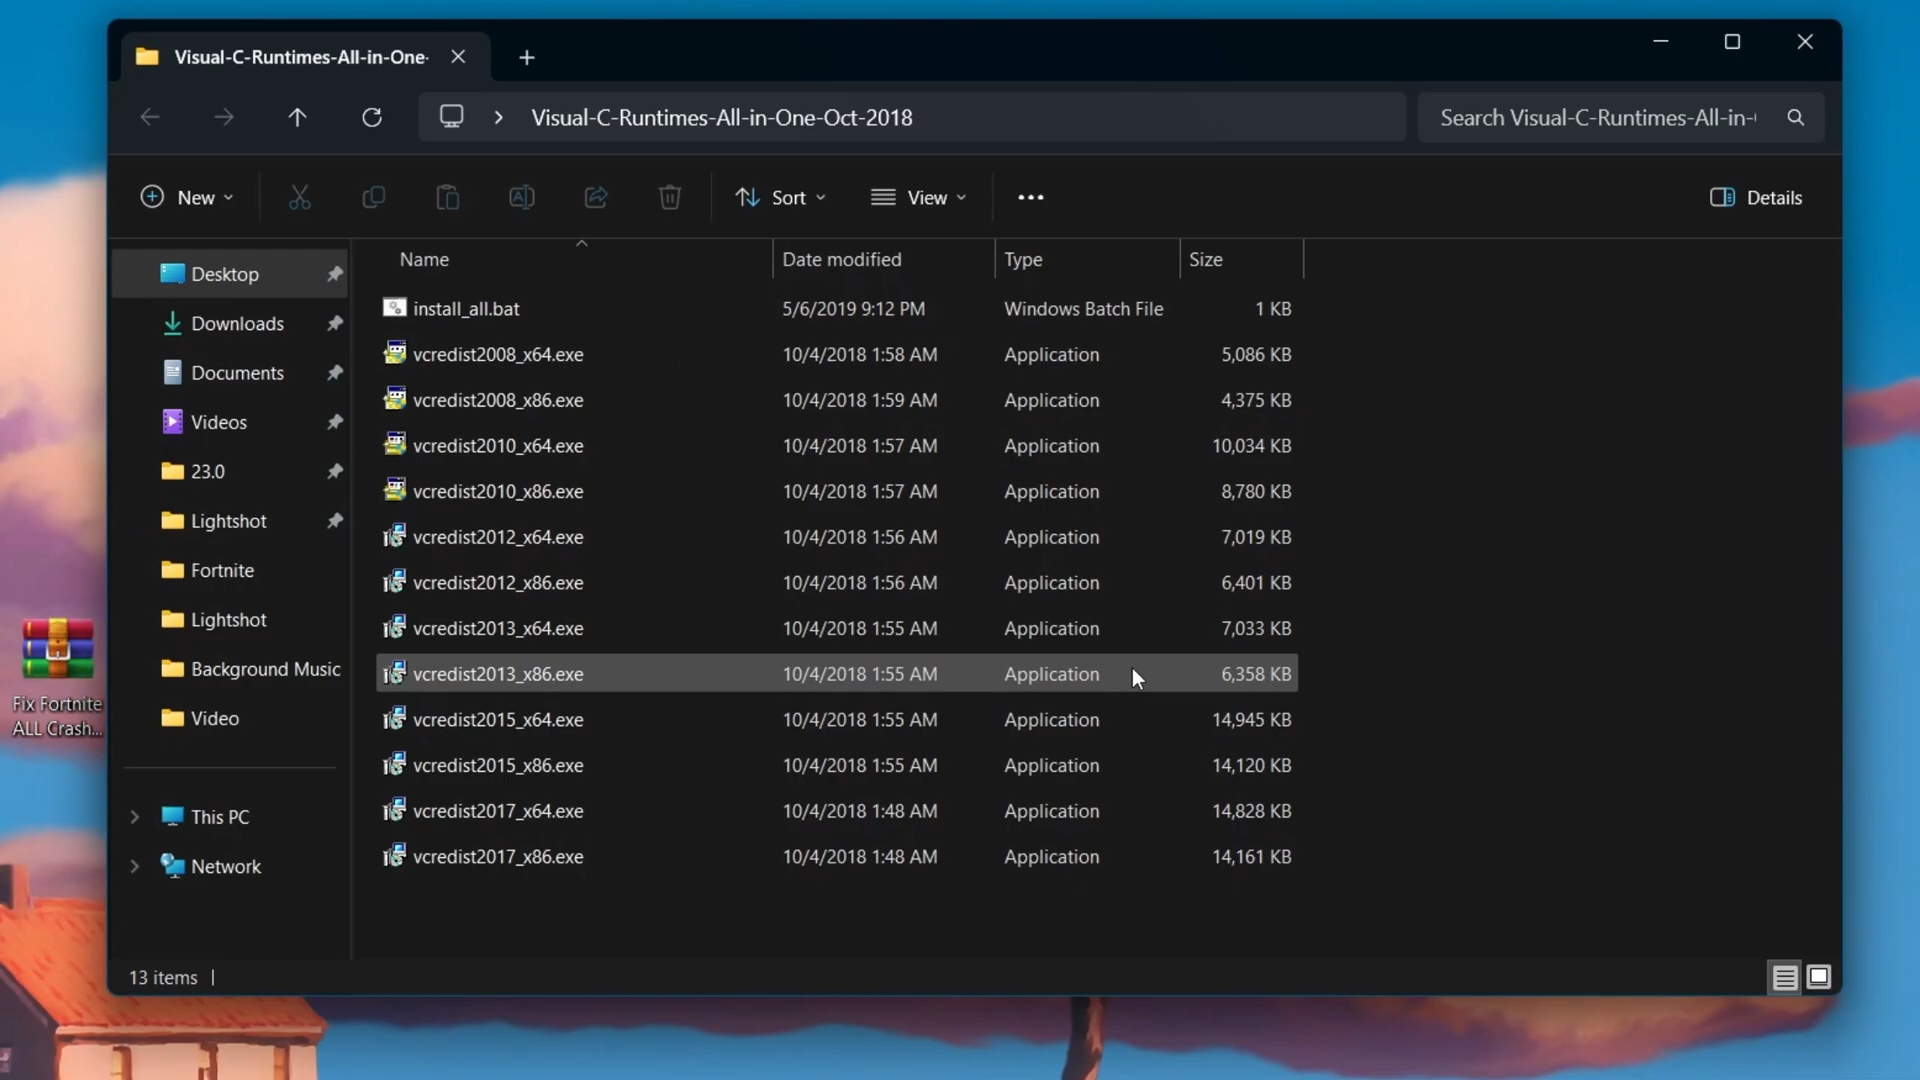 Visual-C-Runtimes-All-in-One-
Visual-C-Runtimes-All-in-One-Oct-2018
Search Visual-C-Runtimes-All-in-
New
Sort
View
Details
Name Date modified Type Size
Desktop
Downloads
Documents
Videos
23.0
Lightshot
Fortnite
Lightshot
Background Music
Video
This PC
Network
install_all.bat 5/6/2019 9:12 PM Windows Batch File 1 KB
vcredist2008_x64.exe 10/4/2018 1:58 AM Application 5,086 KB
vcredist2008_x86.exe 10/4/2018 1:59 AM Application 4,375 KB
vcredist2010_x64.exe 10/4/2018 1:57 AM Application 10,034 KB
vcredist2010_x86.exe 10/4/2018 1:57 AM Application 8,780 KB
vcredist2012_x64.exe 10/4/2018 1:56 AM Application 7,019 KB
vcredist2012_x86.exe 10/4/2018 1:56 AM Application 6,401 KB
vcredist2013_x64.exe 10/4/2018 1:55 AM Application 7,033 KB
vcredist2013_x86.exe 10/4/2018 1:55 AM Application 6,358 KB
vcredist2015_x64.exe 10/4/2018 1:55 AM Application 14,945 KB
vcredist2015_x86.exe 10/4/2018 1:55 AM Application 14,120 KB
vcredist2017_x64.exe 10/4/2018 1:48 AM Application 14,828 KB
vcredist2017_x86.exe 10/4/2018 1:48 AM Application 14,161 KB
Fix Fortnite
ALL Crash...
13 items